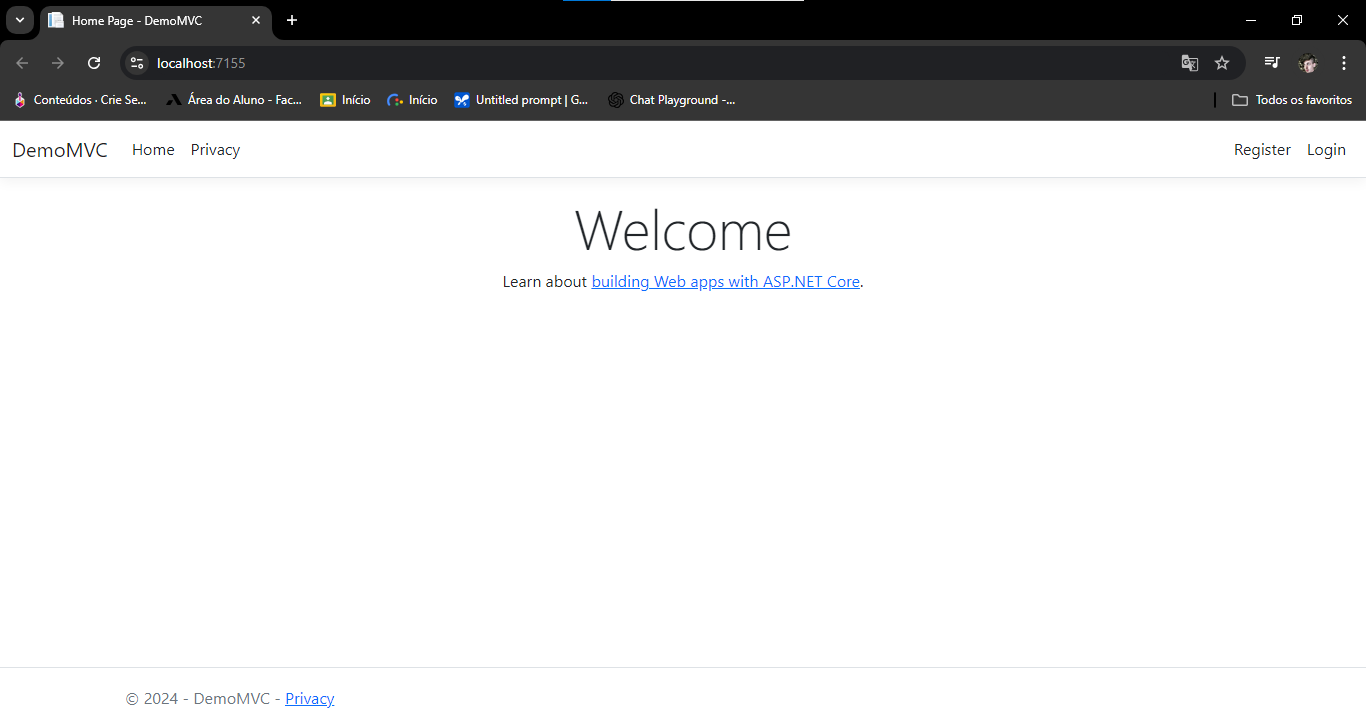 Home Page - DemoMVC
localhost:7155
Conteúdos · Crie Se... Área do Aluno - Fac... Início Início Untitled prompt | G... Chat Playground -... Todos os favoritos
DemoMVC Home Privacy Register Login
Welcome
Learn about building Web apps with ASP.NET Core.
© 2024 - DemoMVC - Privacy